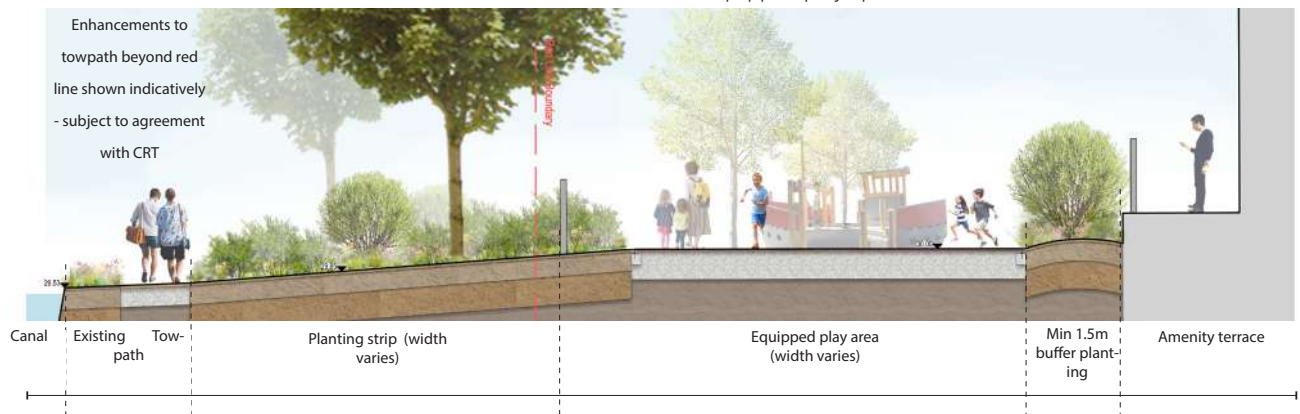 Enhancements to
towpath beyond red
line shown indicatively
- subject to agreement
with CRT
Canal
Existing Tow-
path
Planting strip (width
varies)
Equipped play area
(width varies)
Min 1.5m
buffer plant-
ing
Amenity terrace